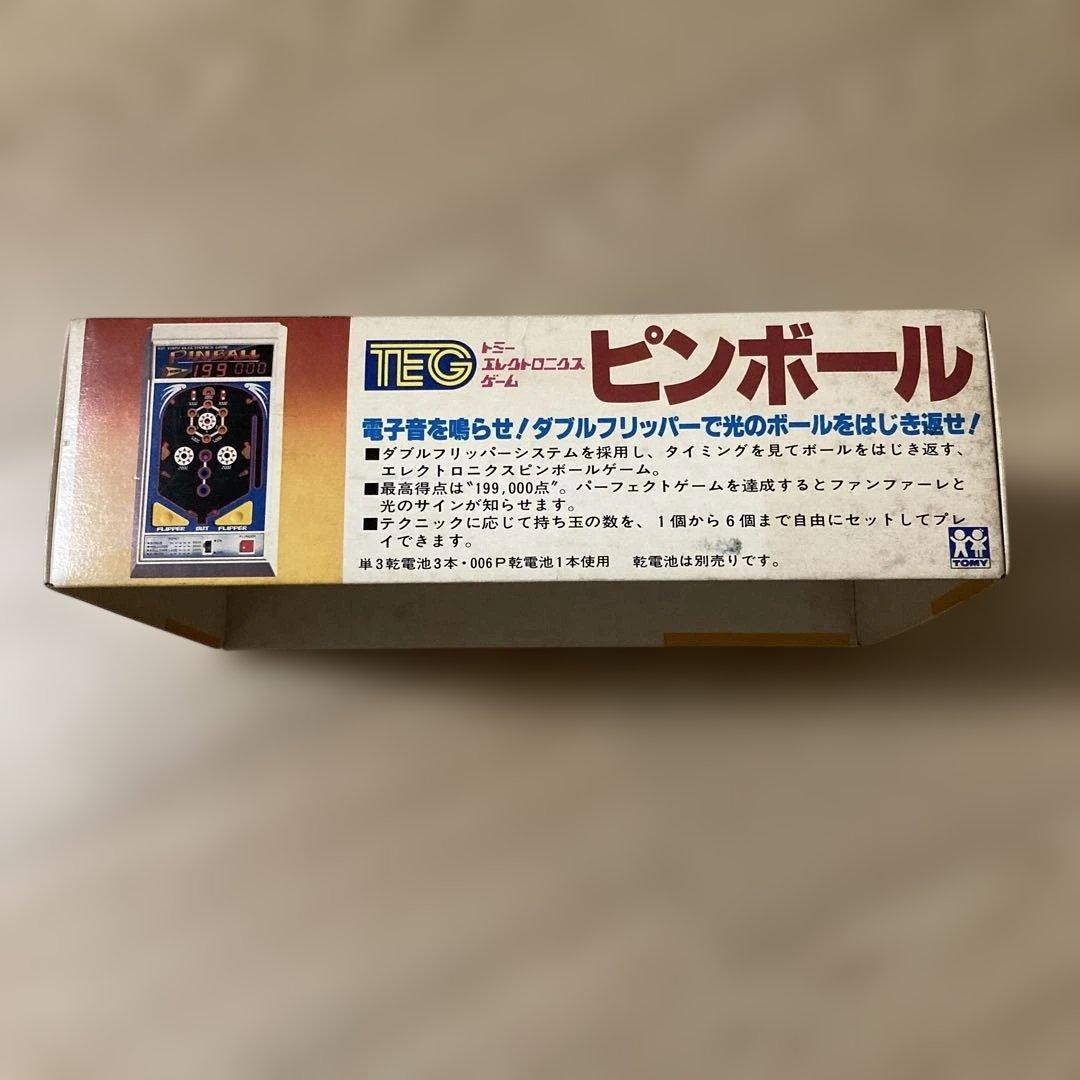 TOMY ELECTRONICS GAME
PINBALL
199 000
FLIPPER OUT FLIPPER
TEG
トミー
エレクトロニクス
ゲーム
ピンボール
電子音を鳴らせ！ダブルフリッパーで光のボールをはじき返せ！
■ダブルフリッパーシステムを採用し、タイミングを見てボールをはじき返す、
エレクトロニクスピンボールゲーム。
■最高得点は〝199,000点〟。パーフェクトゲームを達成するとファンファーレと
光のサインが知らせます。
■テクニックに応じて持ち玉の数を、1個から6個まで自由にセットしてプレ
イできます。
単3乾電池3本・006P乾電池1本使用　乾電池は別売りです。
TOMY